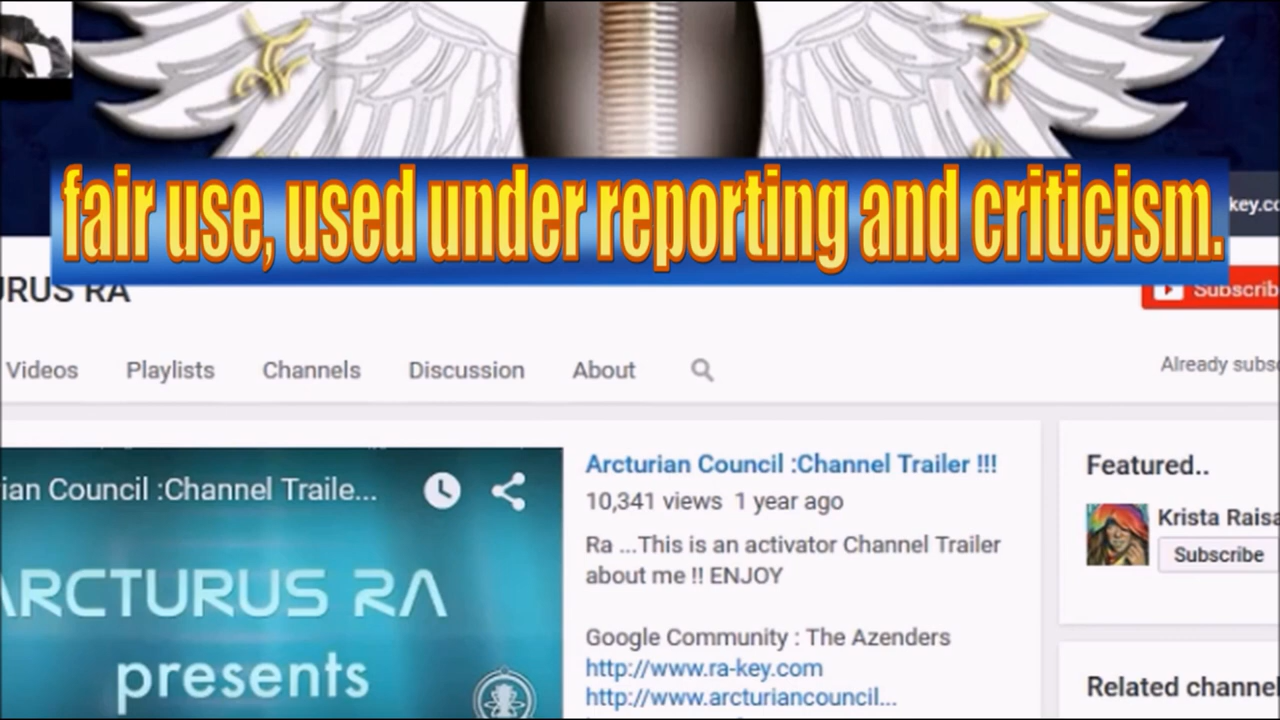 key.co
fair use, used under reporting and criticism.
URUS RA
Subscrib
Videos Playlists Channels Discussion About
Already subs
ian Council :Channel Traile...
ARCTURUS RA
presents
Arcturian Council :Channel Trailer !!!
10,341 views 1 year ago
Ra ...This is an activator Channel Trailer
about me !! ENJOY
Google Community : The Azenders
http://www.ra-key.com
http://www.arcturiancouncil...
Featured..
Krista Raisa
Subscribe
Related channel